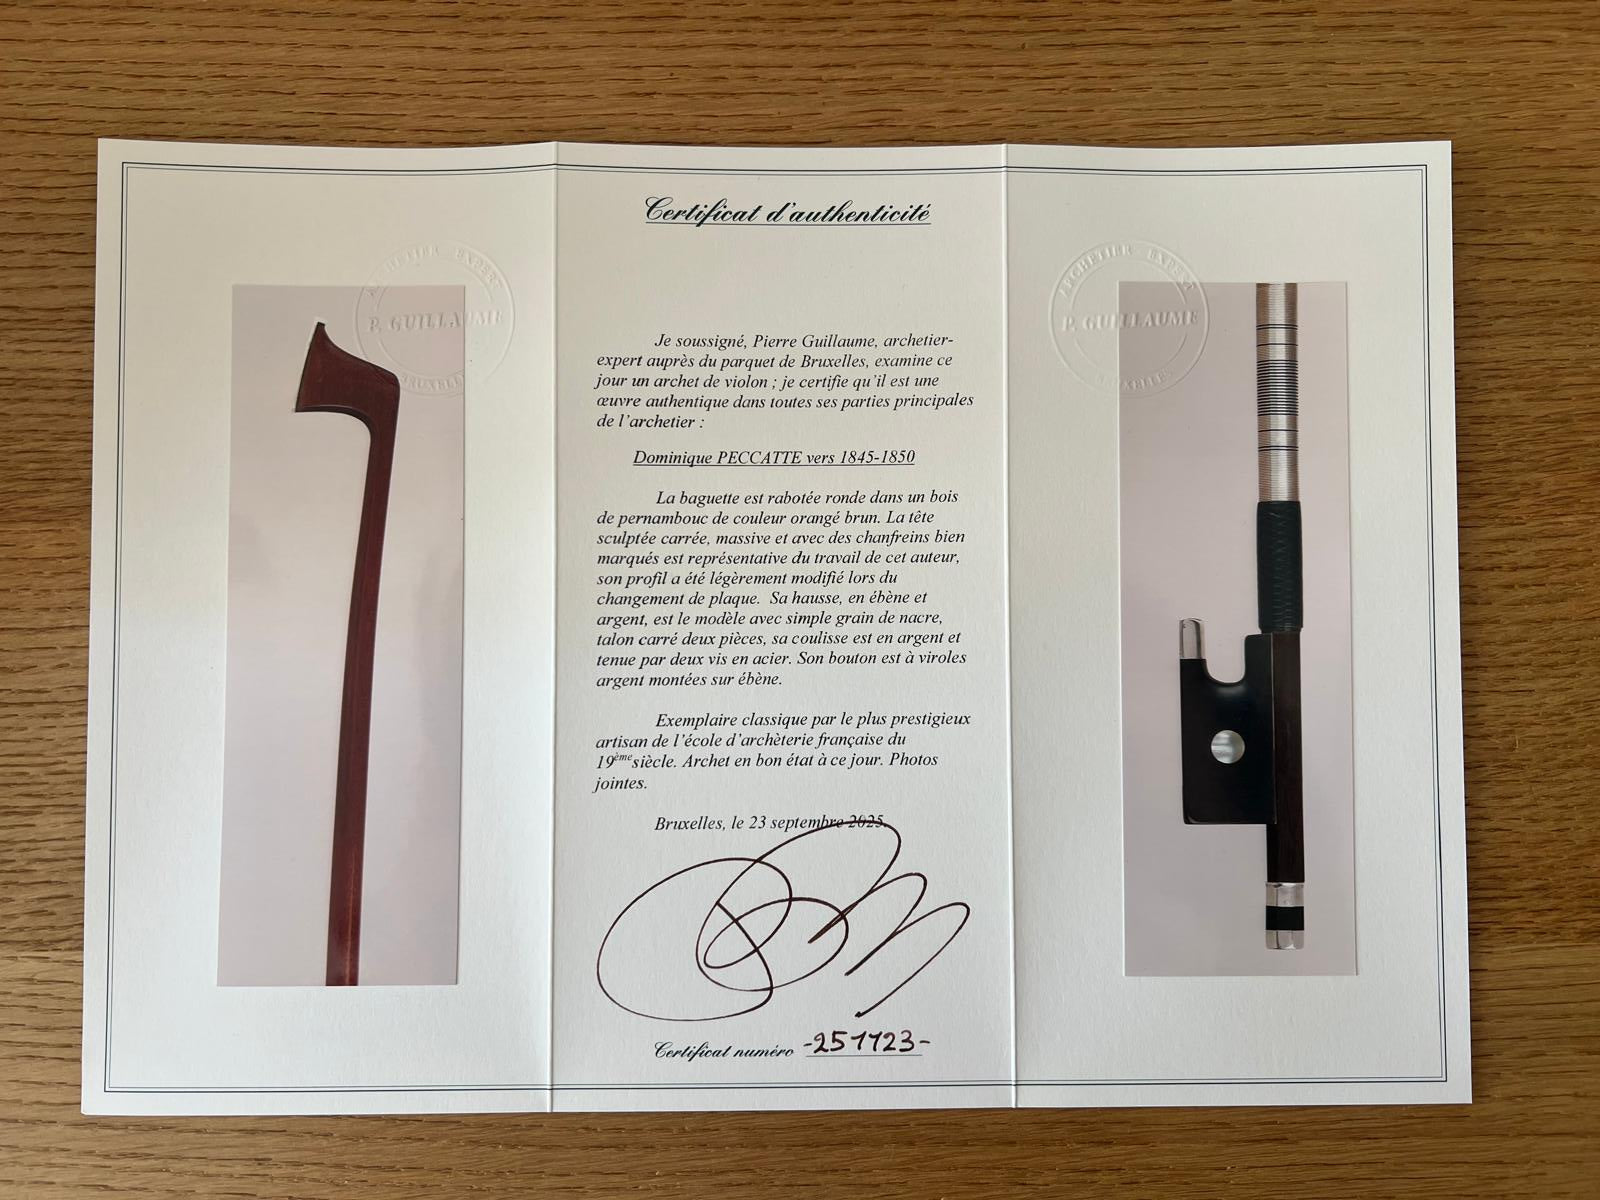 Certificat d'authenticité
ARCHETIER - EXPERT
P. GUILLAUME
BRUXELLES
Je soussigné, Pierre Guillaume, archetier-
expert auprès du parquet de Bruxelles, examine ce
jour un archet de violon ; je certifie qu'il est une
œuvre authentique dans toutes ses parties principales
de l'archetier :
Dominique PECCATTE vers 1845-1850
La baguette est rabotée ronde dans un bois
de pernambouc de couleur orangé brun. La tête
sculptée carrée, massive et avec des chanfreins bien
marqués est représentative du travail de cet auteur,
son profil a été légèrement modifié lors du
changement de plaque. Sa hausse, en ébène et
argent, est le modèle avec simple grain de nacre,
talon carré deux pièces, sa coulisse est en argent et
tenue par deux vis en acier. Son bouton est à viroles
argent montées sur ébène.
Exemplaire classique par le plus prestigieux
artisan de l'école d'archèterie française du
19ème siècle. Archet en bon état à ce jour. Photos
jointes.
Bruxelles, le 23 septembre 2025.
Certificat numéro -251123-
ARCHETIER - EXPERT
P. GUILLAUME
BRUXELLES